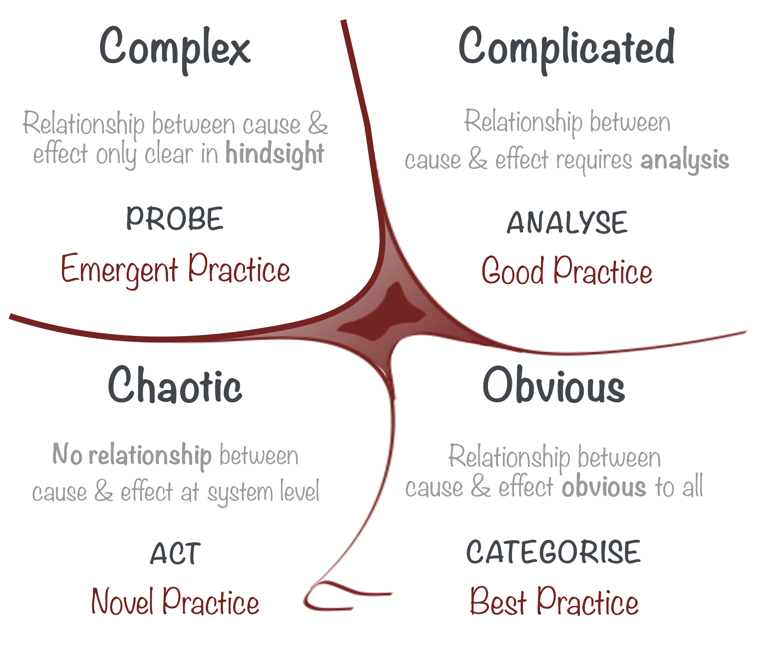 Complex
Relationship between cause &
effect only clear in hindsight
PROBE
Emergent Practice
Complicated
Relationship between
cause & effect requires analysis
ANALYSE
Good Practice
Chaotic
No relationship between
cause & effect at system level
ACT
Novel Practice
Obvious
Relationship between
cause & effect obvious to all
CATEGORISE
Best Practice